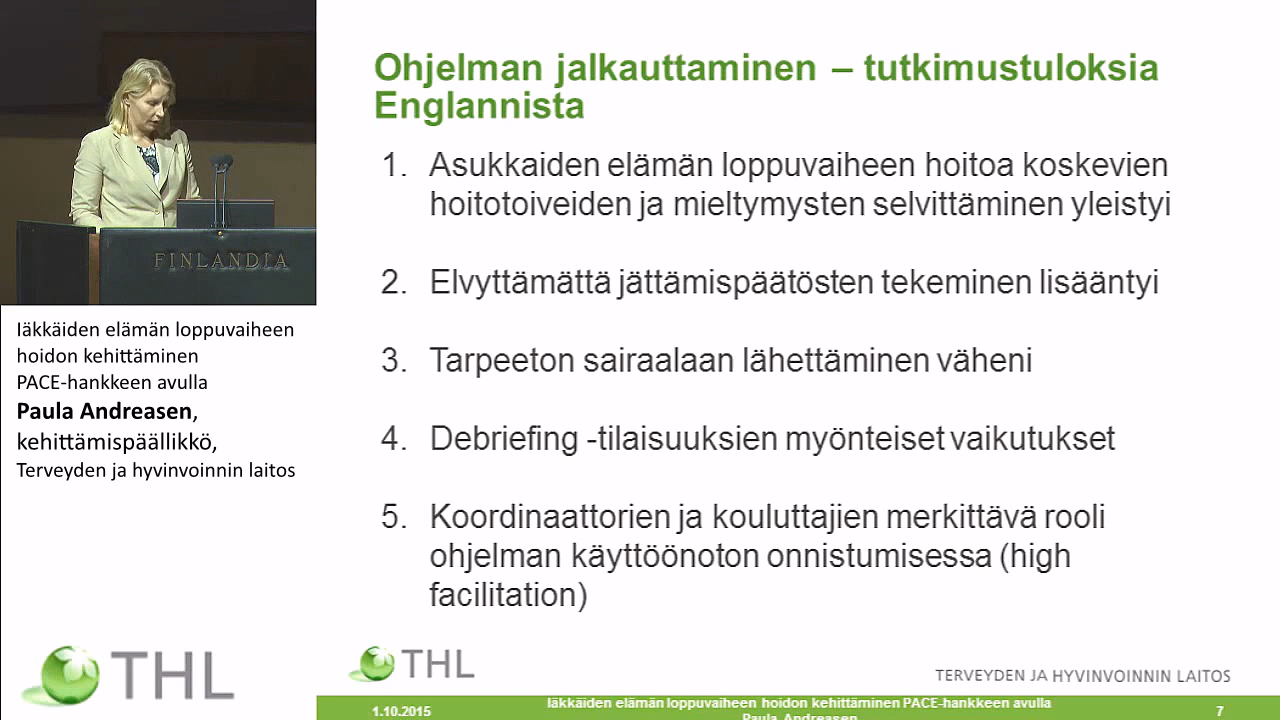 FINLANDIA
Iäkkäiden elämän loppuvaiheen
hoidon kehittäminen
PACE-hankkeen avulla
Paula Andreasen,
kehittämispäällikkö,
Terveyden ja hyvinvoinnin laitos
THL
Ohjelman jalkauttaminen – tutkimustuloksia
Englannista
1. Asukkaiden elämän loppuvaiheen hoitoa koskevien
hoitotoiveiden ja mieltymysten selvittäminen yleistyi
2. Elvyttämättä jättämispäätösten tekeminen lisääntyi
3. Tarpeeton sairaalaan lähettäminen väheni
4. Debriefing -tilaisuuksien myönteiset vaikutukset
5. Koordinaattorien ja kouluttajien merkittävä rooli
ohjelman käyttöönoton onnistumisessa (high
facilitation)
THL
TERVEYDEN JA HYVINVOINNIN LAITOS
1.10.2015
Iäkkäiden elämän loppuvaiheen hoidon kehittäminen PACE-hankkeen avulla
Paula Andreasen
7